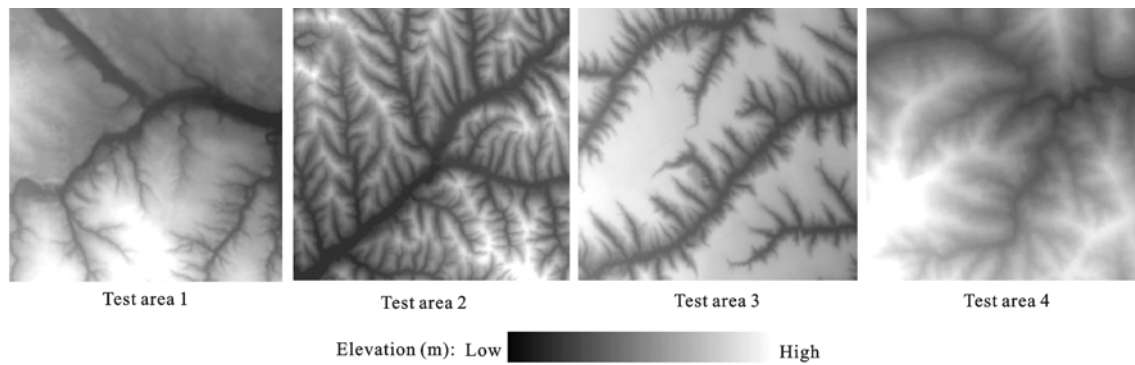 Test area 1
Test area 2
Test area 3
Test area 4
Elevation (m): Low High